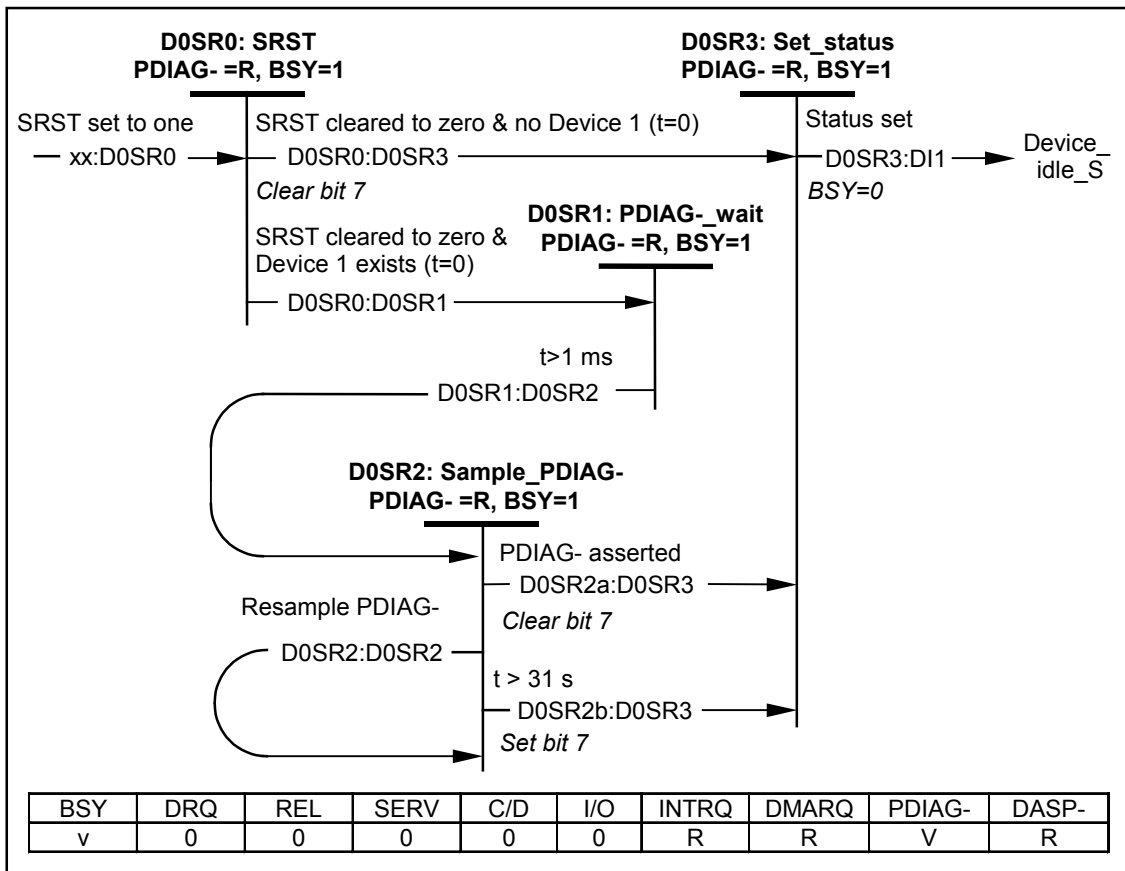 D0SR0: SRST
PDIAG- =R, BSY=1
D0SR3: Set_status
PDIAG- =R, BSY=1
SRST set to one
xx:D0SR0
SRST cleared to zero & no Device 1 (t=0)
D0SR0:D0SR3
Clear bit 7
Status set
D0SR3:DI1
BSY=0
Device_
idle_S
D0SR1: PDIAG-_wait
PDIAG- =R, BSY=1
SRST cleared to zero &
Device 1 exists (t=0)
D0SR0:D0SR1
t>1 ms
D0SR1:D0SR2
D0SR2: Sample_PDIAG-
PDIAG- =R, BSY=1
PDIAG- asserted
D0SR2a:D0SR3
Clear bit 7
Resample PDIAG-
D0SR2:D0SR2
t > 31 s
D0SR2b:D0SR3
Set bit 7
BSY DRQ REL SERV C/D I/O INTRQ DMARQ PDIAG- DASP-
v 0 0 0 0 0 R R V R